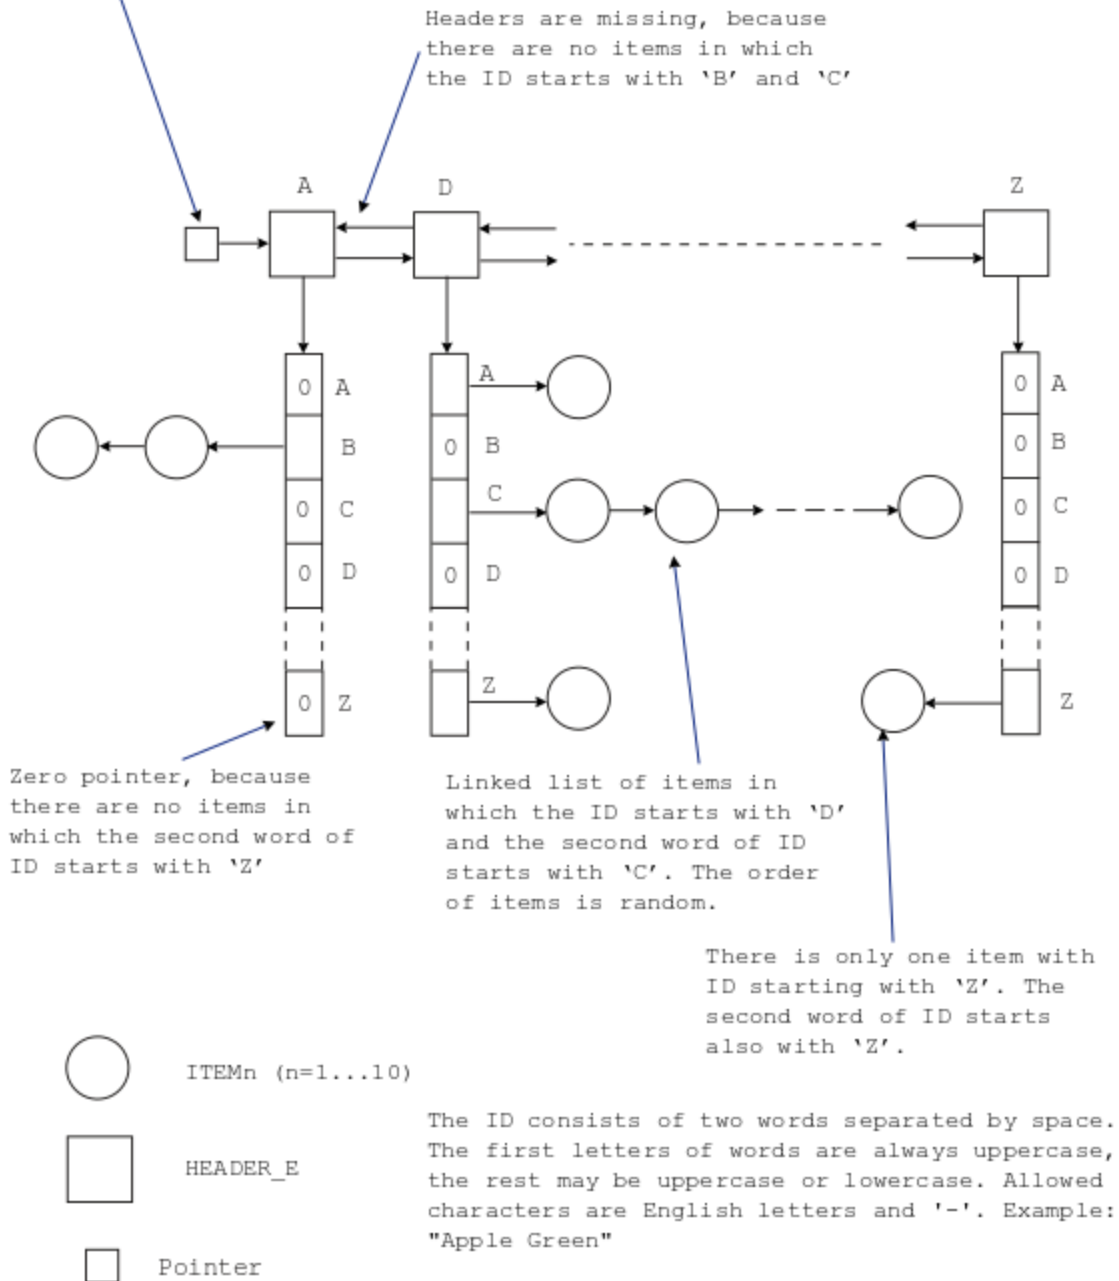 Headers are missing, because
there are no items in which
the ID starts with ‘B’ and ‘C’
A D Z
0 A A 0 A
B 0 B 0 B
0 C C 0 C
0 D 0 D 0 D
0 Z Z Z
Zero pointer, because
there are no items in
which the second word of
ID starts with ‘Z’
Linked list of items in
which the ID starts with ‘D’
and the second word of ID
starts with ‘C’. The order
of items is random.
There is only one item with
ID starting with ‘Z’. The
second word of ID starts
also with ‘Z’.
ITEMn (n=1...10)
HEADER_E
Pointer
The ID consists of two words separated by space.
The first letters of words are always uppercase,
the rest may be uppercase or lowercase. Allowed
characters are English letters and '-'. Example:
"Apple Green"